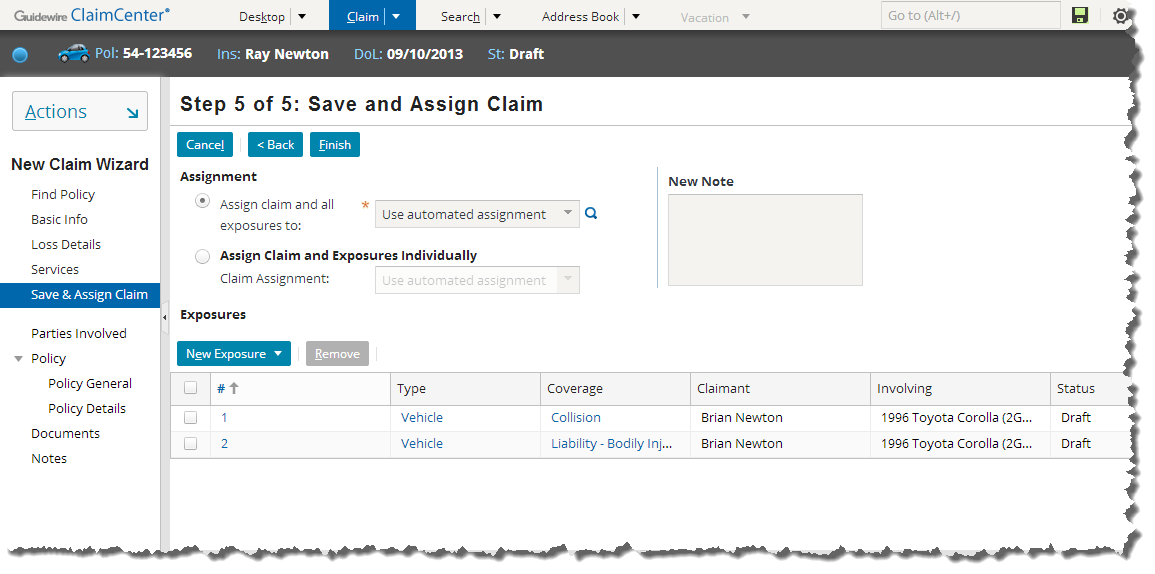 Guidewire ClaimCenter® Desktop Claim Search Address Book Vacation Go to (Alt+/)
Pol: 54-123456 Ins: Ray Newton DoL: 09/10/2013 St: Draft
Actions
New Claim Wizard
Find Policy
Basic Info
Loss Details
Services
Save & Assign Claim
Parties Involved
Policy
Policy General
Policy Details
Documents
Notes
Step 5 of 5: Save and Assign Claim
Cancel < Back Finish
Assignment
Assign claim and all
exposures to:
* Use automated assignment
Assign Claim and Exposures Individually
Claim Assignment: Use automated assignment
New Note
Exposures
New Exposure Remove
# Type Coverage Claimant Involving Status
1 Vehicle Collision Brian Newton 1996 Toyota Corolla (2G... Draft
2 Vehicle Liability - Bodily Inj... Brian Newton 1996 Toyota Corolla (2G... Draft